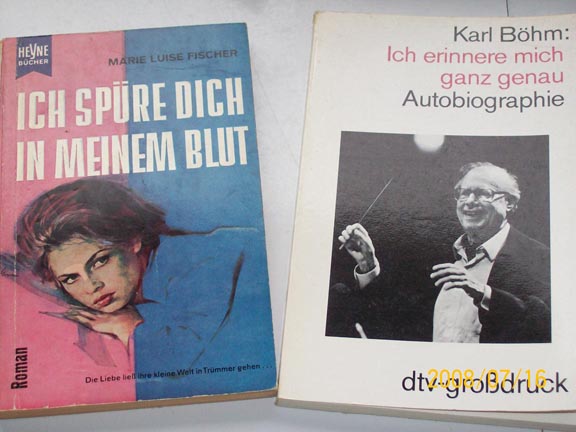 HEYNE
BÜCHER
MARIE LUISE FISCHER
ICH SPÜRE DICH
IN MEINEM BLUT
Roman
Die Liebe ließ ihre kleine Welt in Trümmer gehen . . .
Karl Böhm:
Ich erinnere mich
ganz genau
Autobiographie
dtv-großdruck
2008/07/16